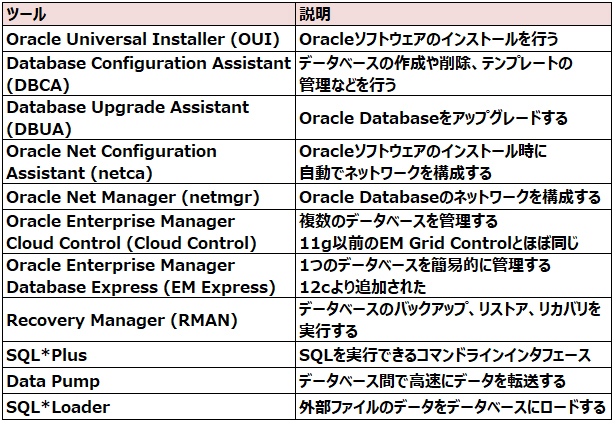 ツール
説明
Oracle Universal Installer (OUI)
Oracleソフトウェアのインストールを行う
Database Configuration Assistant
(DBCA)
データベースの作成や削除、テンプレートの
管理などを行う
Database Upgrade Assistant
(DBUA)
Oracle Databaseをアップグレードする
Oracle Net Configuration
Assistant (netca)
Oracleソフトウェアのインストール時に
自動でネットワークを構成する
Oracle Net Manager (netmgr)
Oracle Databaseのネットワークを構成する
Oracle Enterprise Manager
Cloud Control (Cloud Control)
複数のデータベースを管理する
11g以前のEM Grid Controlとほぼ同じ
Oracle Enterprise Manager
Database Express (EM Express)
1つのデータベースを簡易的に管理する
12cより追加された
Recovery Manager (RMAN)
データベースのバックアップ、リストア、リカバリを
実行する
SQL*Plus
SQLを実行できるコマンドラインインタフェース
Data Pump
データベース間で高速にデータを転送する
SQL*Loader
外部ファイルのデータをデータベースにロードする